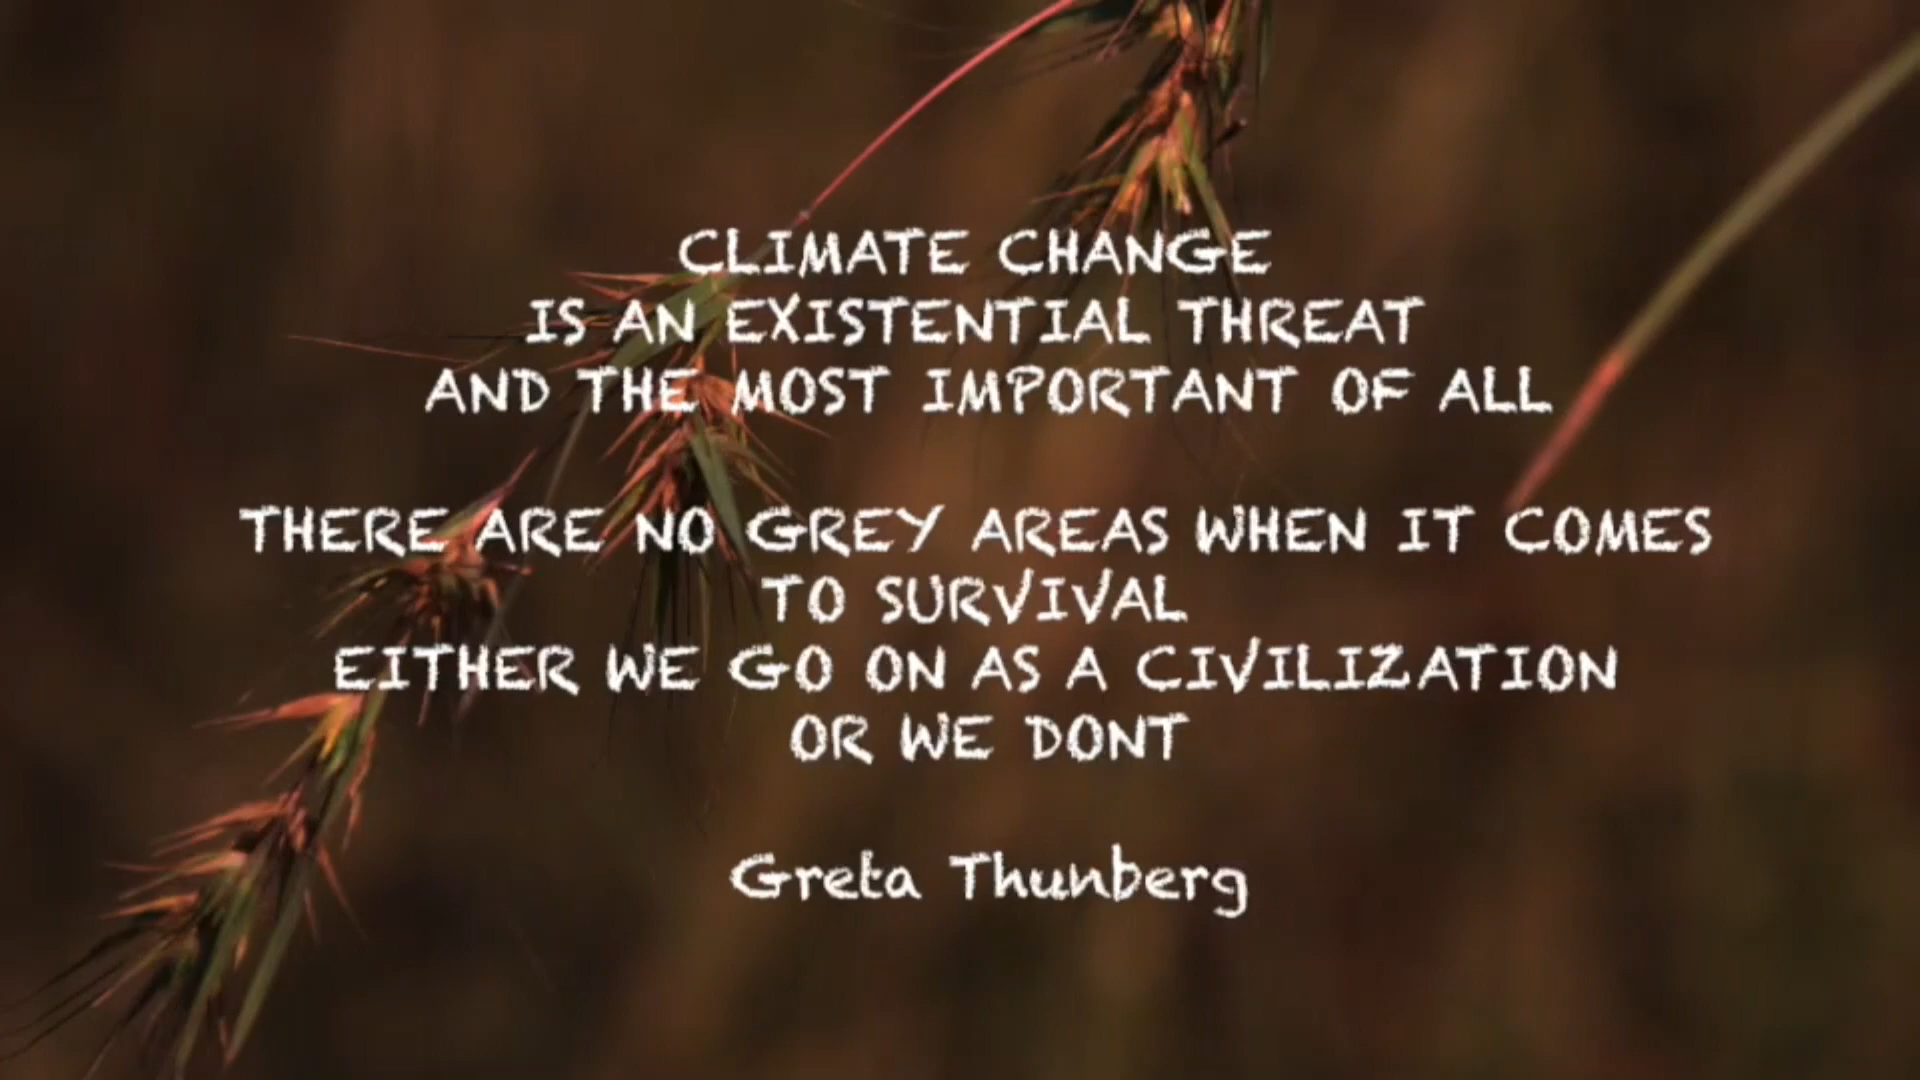 CLIMATE CHANGE
IS AN EXISTENTIAL THREAT
AND THE MOST IMPORTANT OF ALL
THERE ARE NO GREY AREAS WHEN IT COMES
TO SURVIVAL
EITHER WE GO ON AS A CIVILIZATION
OR WE DONT
Greta Thunberg